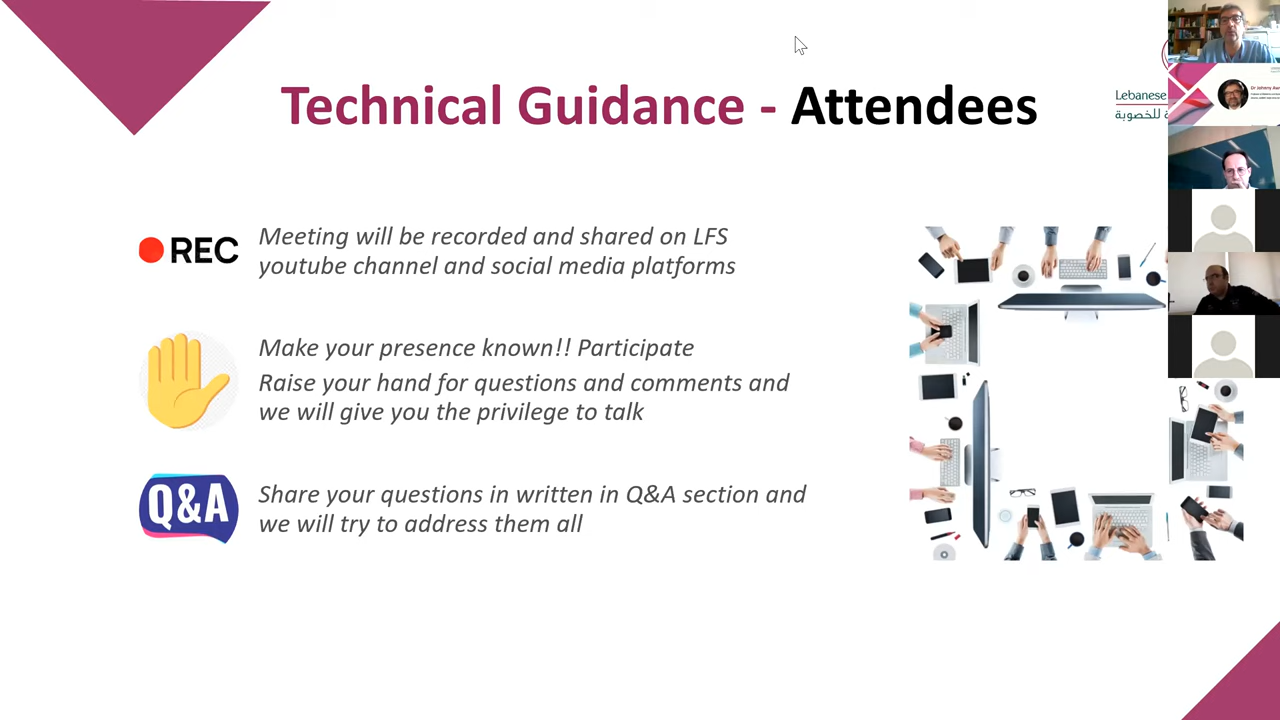 Technical Guidance - Attendees
Lebanese
للخصوبة
Dr Johnny Aw
REC
Meeting will be recorded and shared on LFS
youtube channel and social media platforms
Make your presence known!! Participate
Raise your hand for questions and comments and
we will give you the privilege to talk
Q&A
Share your questions in written in Q&A section and
we will try to address them all